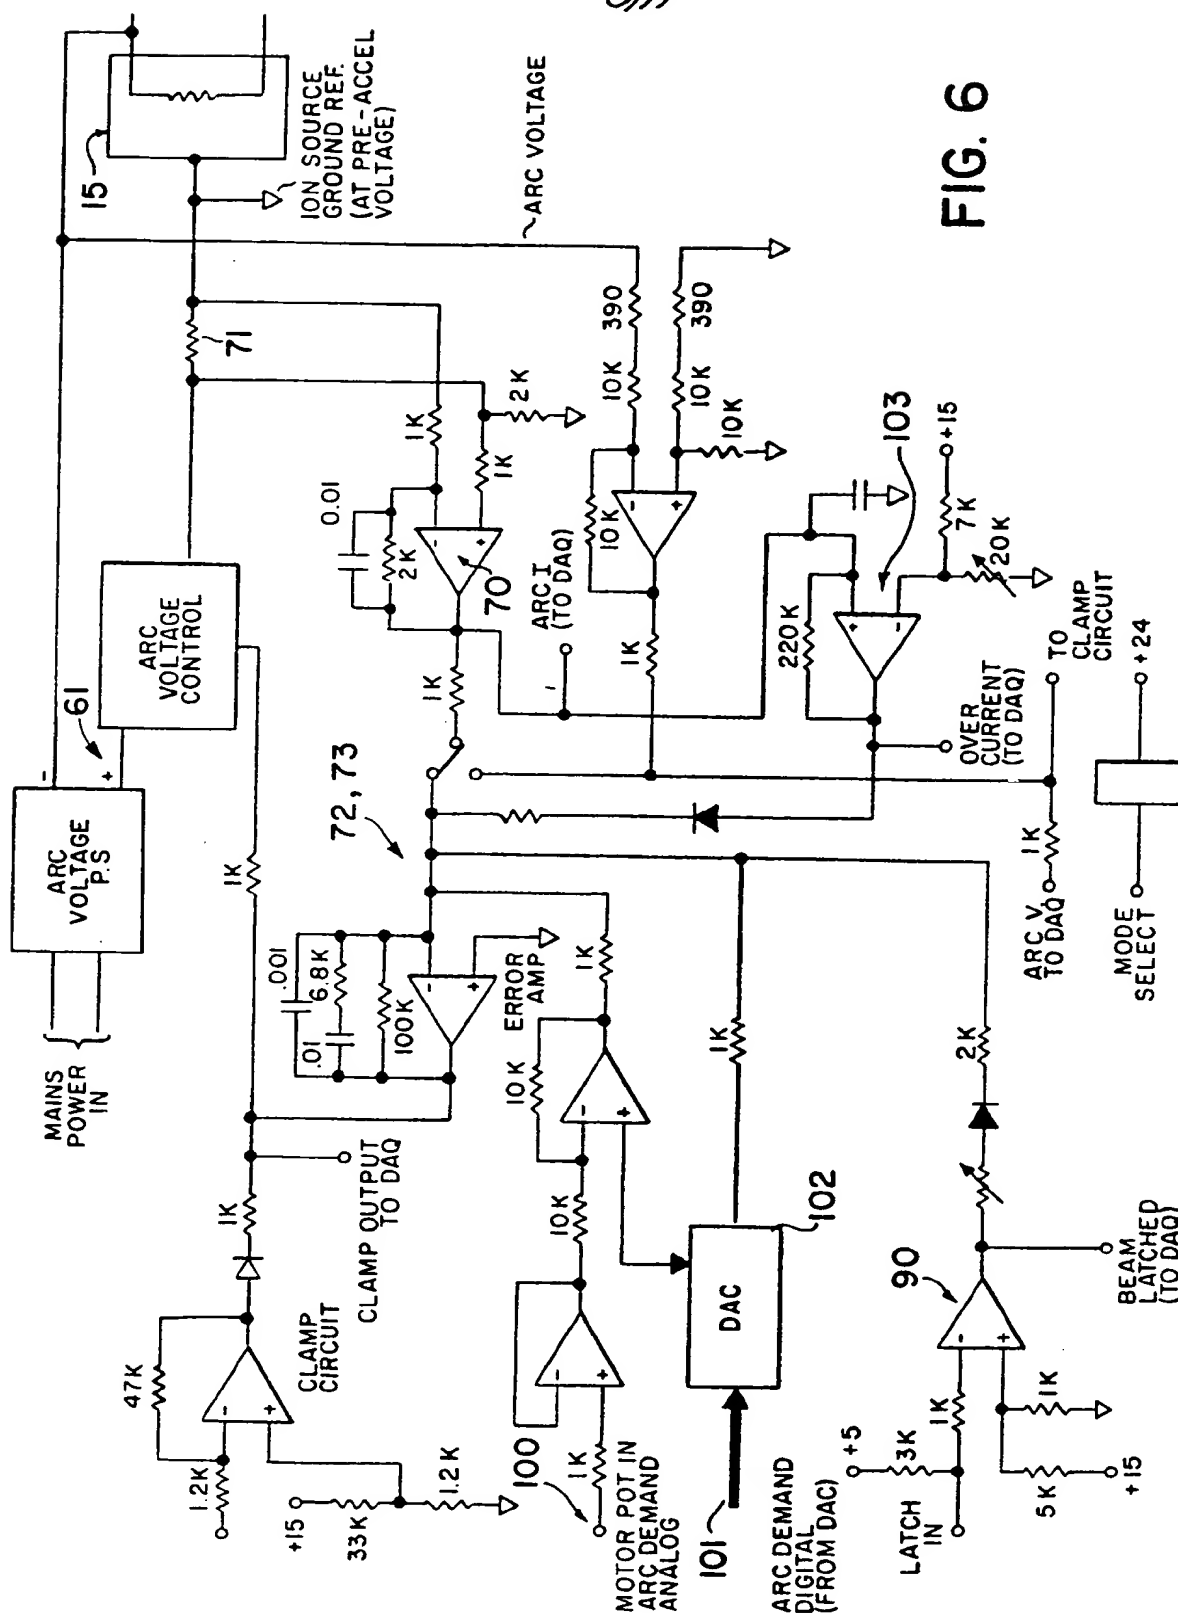 MAINS
POWER
IN
ARC
VOLTAGE
P.S
-
+
61
ARC
VOLTAGE
CONTROL
15
ION SOURCE
GROUND REF.
(AT PRE-ACCEL
VOLTAGE)
71
ARC VOLTAGE
1K
1K
CLAMP OUTPUT
TO DAQ
47K
-
+
CLAMP
CIRCUIT
1.2K
+15
33K
1.2K
.001
6.8K
.01
100K
-
+
ERROR
AMP
72, 73
1K
0.01
2K
-
+
70
1K
1K
2K
ARC I
(TO DAQ)
10K
-
+
10K
390
10K
390
10K
1K
100
1K
MOTOR POT IN
ARC DEMAND
ANALOG
-
+
10K
10K
-
+
1K
101
ARC DEMAND
DIGITAL
(FROM DAC)
DAC
102
1K
220K
+
-
103
7K
+15
20K
OVER
CURRENT
(TO DAQ)
TO
CLAMP
CIRCUIT
1K
ARC V
TO DAQ
MODE
SELECT
+24
LATCH
IN
+5
3K
1K
5K
+15
1K
-
+
90
BEAM
LATCHED
(TO DAQ)
2K
FIG. 6